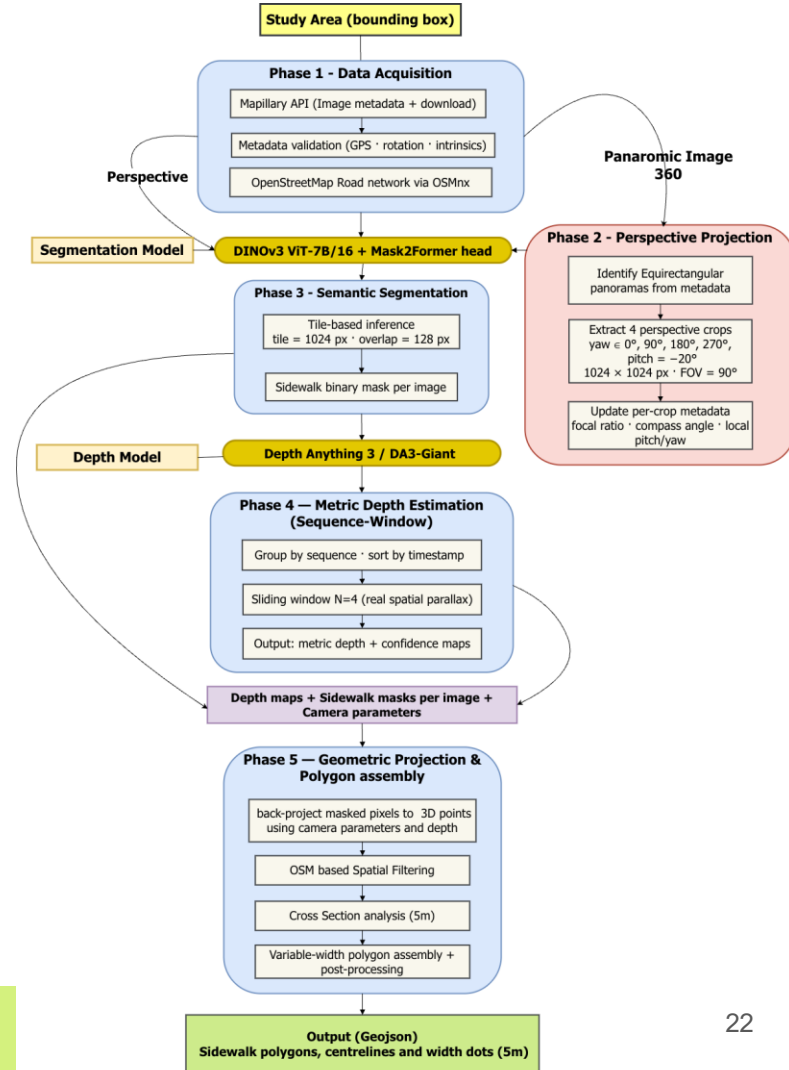 Study Area (bounding box)
Phase 1 - Data Acquisition
Mapillary API (Image metadata + download)
Metadata validation (GPS · rotation · intrinsics)
OpenStreetMap Road network via OSMnx
Perspective
Panaromic Image
360
Segmentation Model
DINOv3 ViT-7B/16 + Mask2Former head
Phase 2 - Perspective Projection
Identify Equirectangular
panoramas from metadata
Extract 4 perspective crops
yaw ∈ 0°, 90°, 180°, 270°,
pitch = −20°
1024 × 1024 px · FOV = 90°
Update per-crop metadata
focal ratio · compass angle · local
pitch/yaw
Phase 3 - Semantic Segmentation
Tile-based inference
tile = 1024 px · overlap = 128 px
Sidewalk binary mask per image
Depth Model
Depth Anything 3 / DA3-Giant
Phase 4 — Metric Depth Estimation
(Sequence-Window)
Group by sequence · sort by timestamp
Sliding window N=4 (real spatial parallax)
Output: metric depth + confidence maps
Depth maps + Sidewalk masks per image +
Camera parameters
Phase 5 — Geometric Projection &
Polygon assembly
back-project masked pixels to 3D points
using camera parameters and depth
OSM based Spatial Filtering
Cross Section analysis (5m)
Variable-width polygon assembly +
post-processing
Output (Geojson)
Sidewalk polygons, centrelines and width dots (5m)
22